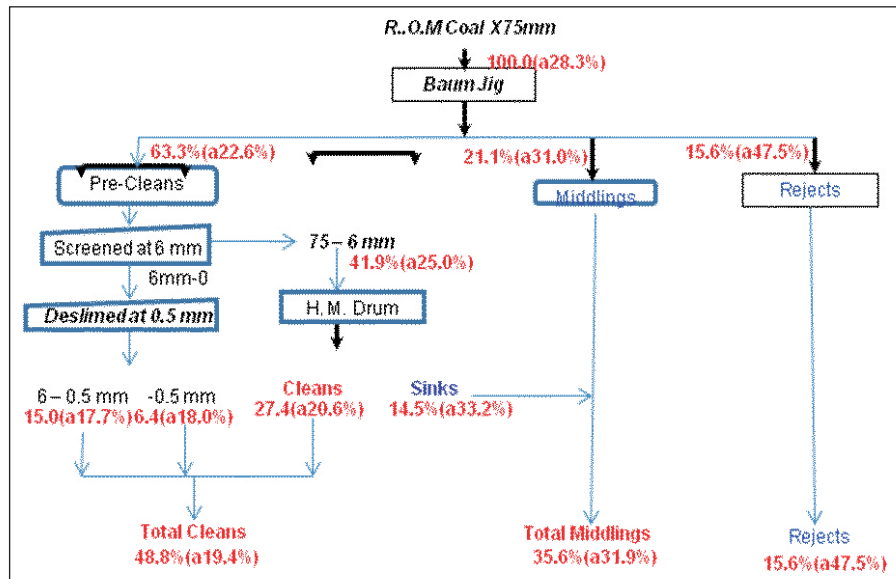 R..O.M Coal X75mm
100.0(a28.3%)
Baum Jig
63.3%(a22.6%)
21.1%(a31.0%)
15.6%(a47.5%)
Pre-Cleans
Middlings
Rejects
Screened at 6 mm
75 – 6 mm
41.9%(a25.0%)
6mm-0
Deslimed at 0.5 mm
H. M. Drum
6 – 0.5 mm
-0.5 mm
Cleans
Sinks
15.0(a17.7%)
6.4(a18.0%)
27.4(a20.6%)
14.5%(a33.2%)
Total Cleans
48.8%(a19.4%)
Total Middlings
35.6%(a31.9%)
Rejects
15.6%(a47.5%)